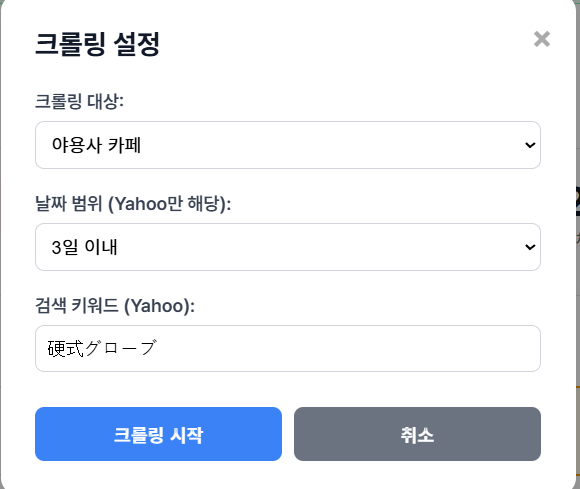 크롤링 설정
×
크롤링 대상:
야용사 카페
날짜 범위 (Yahoo만 해당):
3일 이내
검색 키워드 (Yahoo):
硬式グローブ
크롤링 시작
취소